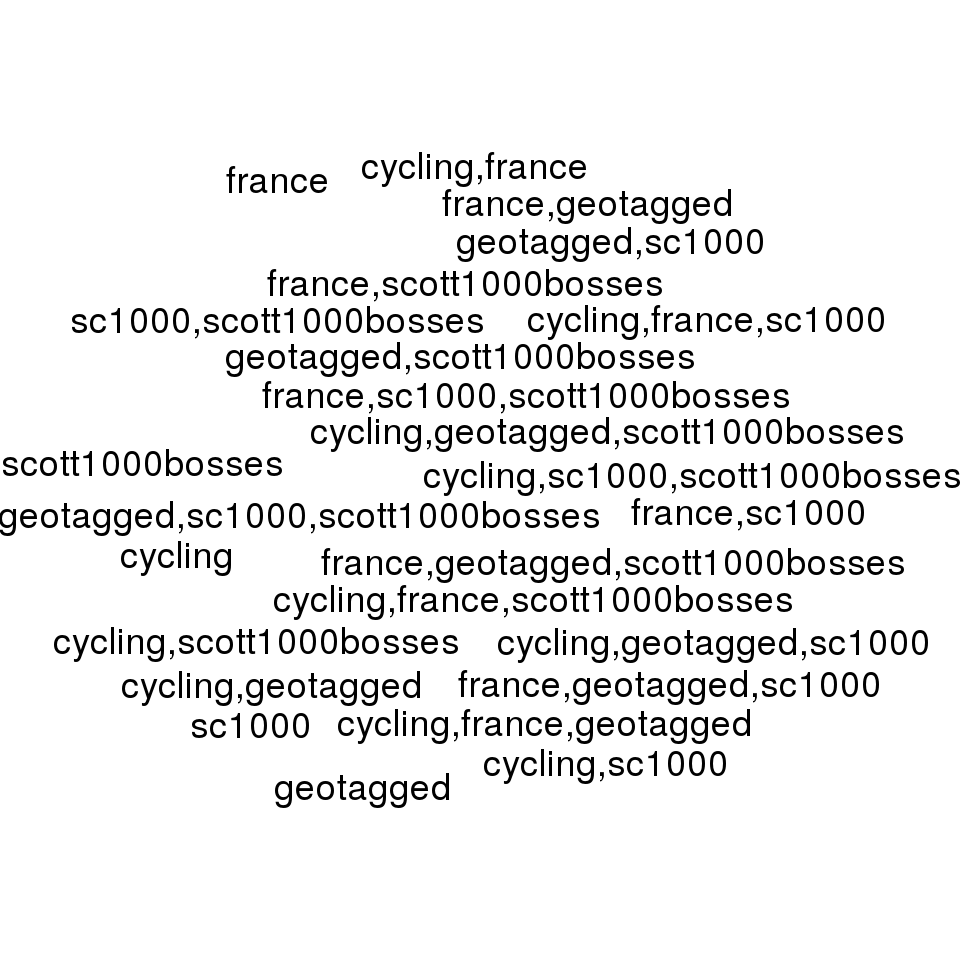 france
cycling,france
france,geotagged
geotagged,sc1000
france,scott1000bosses
sc1000,scott1000bosses
cycling,france,sc1000
geotagged,scott1000bosses
france,sc1000,scott1000bosses
cycling,geotagged,scott1000bosses
scott1000bosses
cycling,sc1000,scott1000bosses
geotagged,sc1000,scott1000bosses
france,sc1000
cycling
france,geotagged,scott1000bosses
cycling,france,scott1000bosses
cycling,scott1000bosses
cycling,geotagged,sc1000
cycling,geotagged
france,geotagged,sc1000
sc1000
cycling,france,geotagged
cycling,sc1000
geotagged